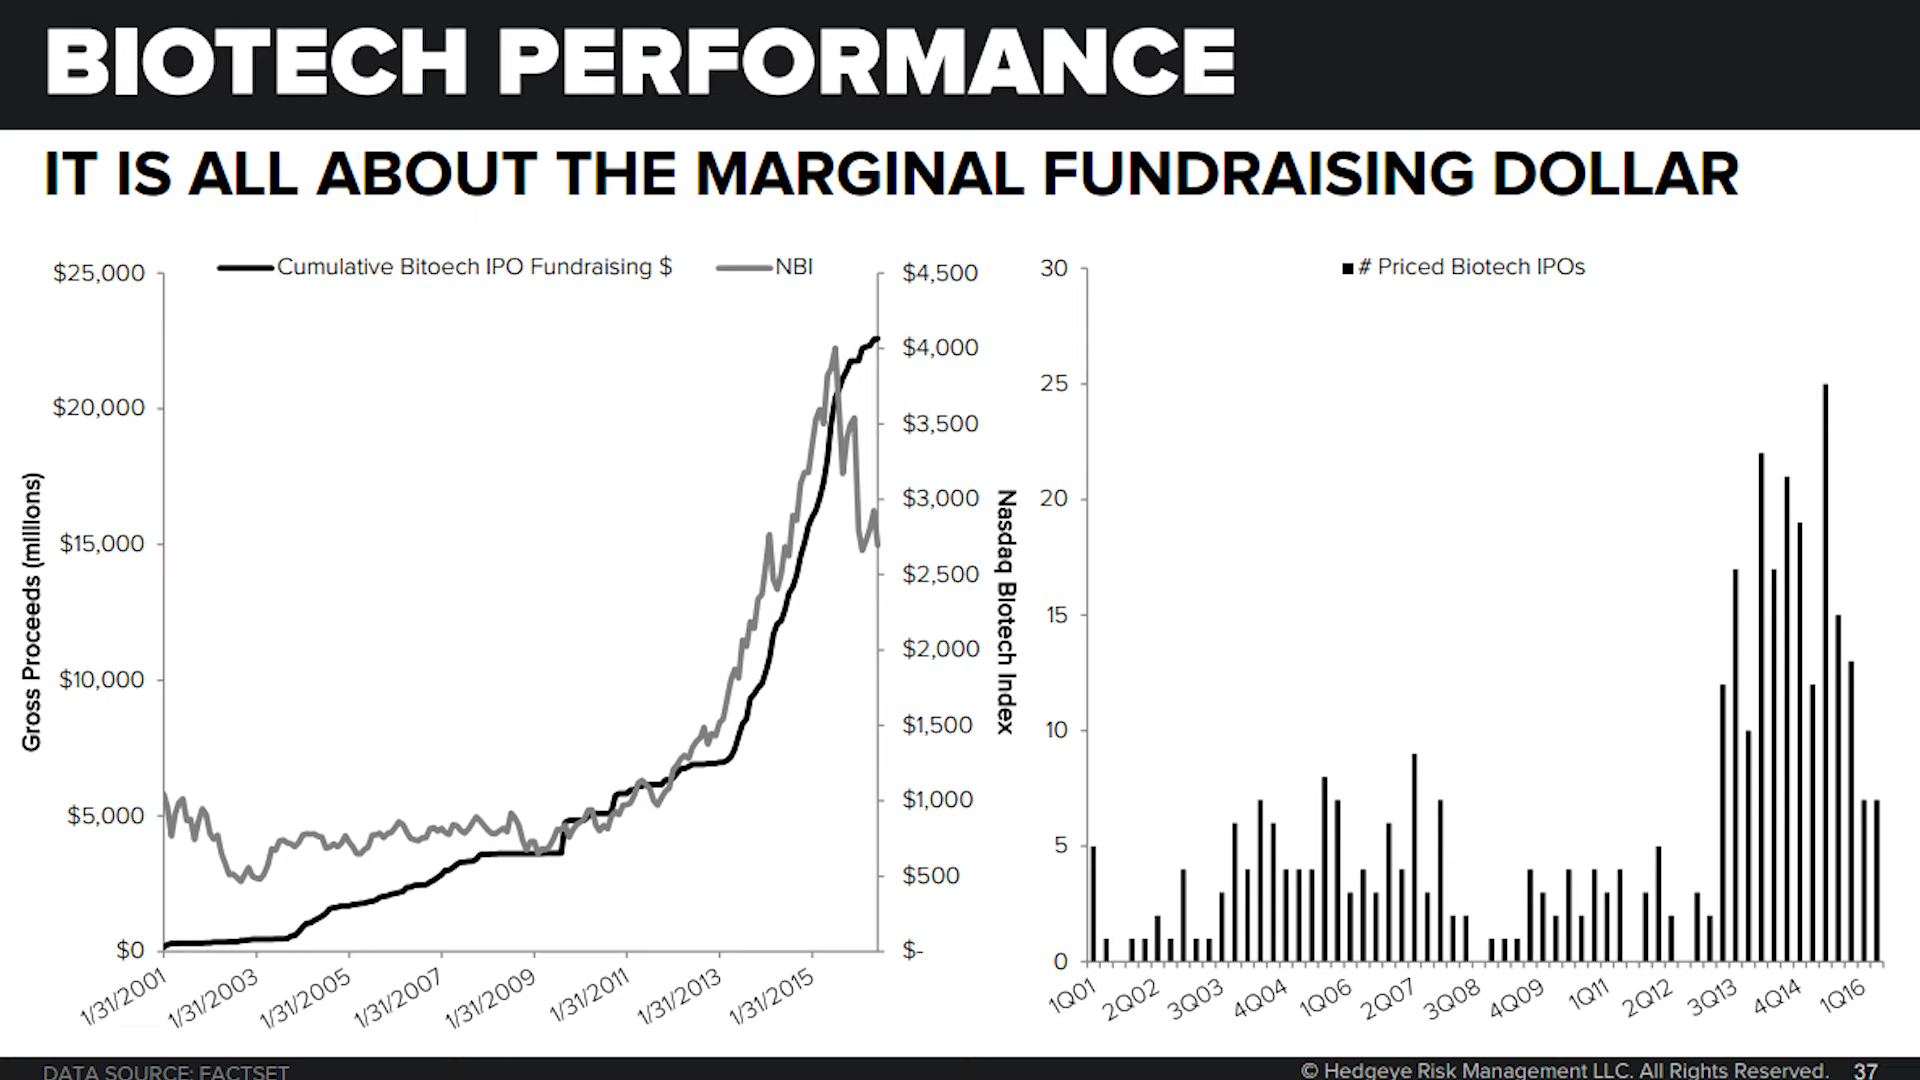 BIOTECH PERFORMANCE
IT IS ALL ABOUT THE MARGINAL FUNDRAISING DOLLAR
Cumulative Bitoech IPO Fundraising $
NBI
$25,000
$20,000
$15,000
$10,000
$5,000
$0
Gross Proceeds (millions)
$4,500
$4,000
$3,500
$3,000
$2,500
$2,000
$1,500
$1,000
$500
$-
Nasdaq Biotech Index
1/31/2001
1/31/2003
1/31/2005
1/31/2007
1/31/2009
1/31/2011
1/31/2013
1/31/2015
# Priced Biotech IPOs
30
25
20
15
10
5
0
1Q01
2Q02
3Q03
4Q04
1Q06
2Q07
3Q08
4Q09
1Q11
2Q12
3Q13
4Q14
1Q16
DATA SOURCE: FACTSET
© Hedgeye Risk Management LLC. All Rights Reserved. 37